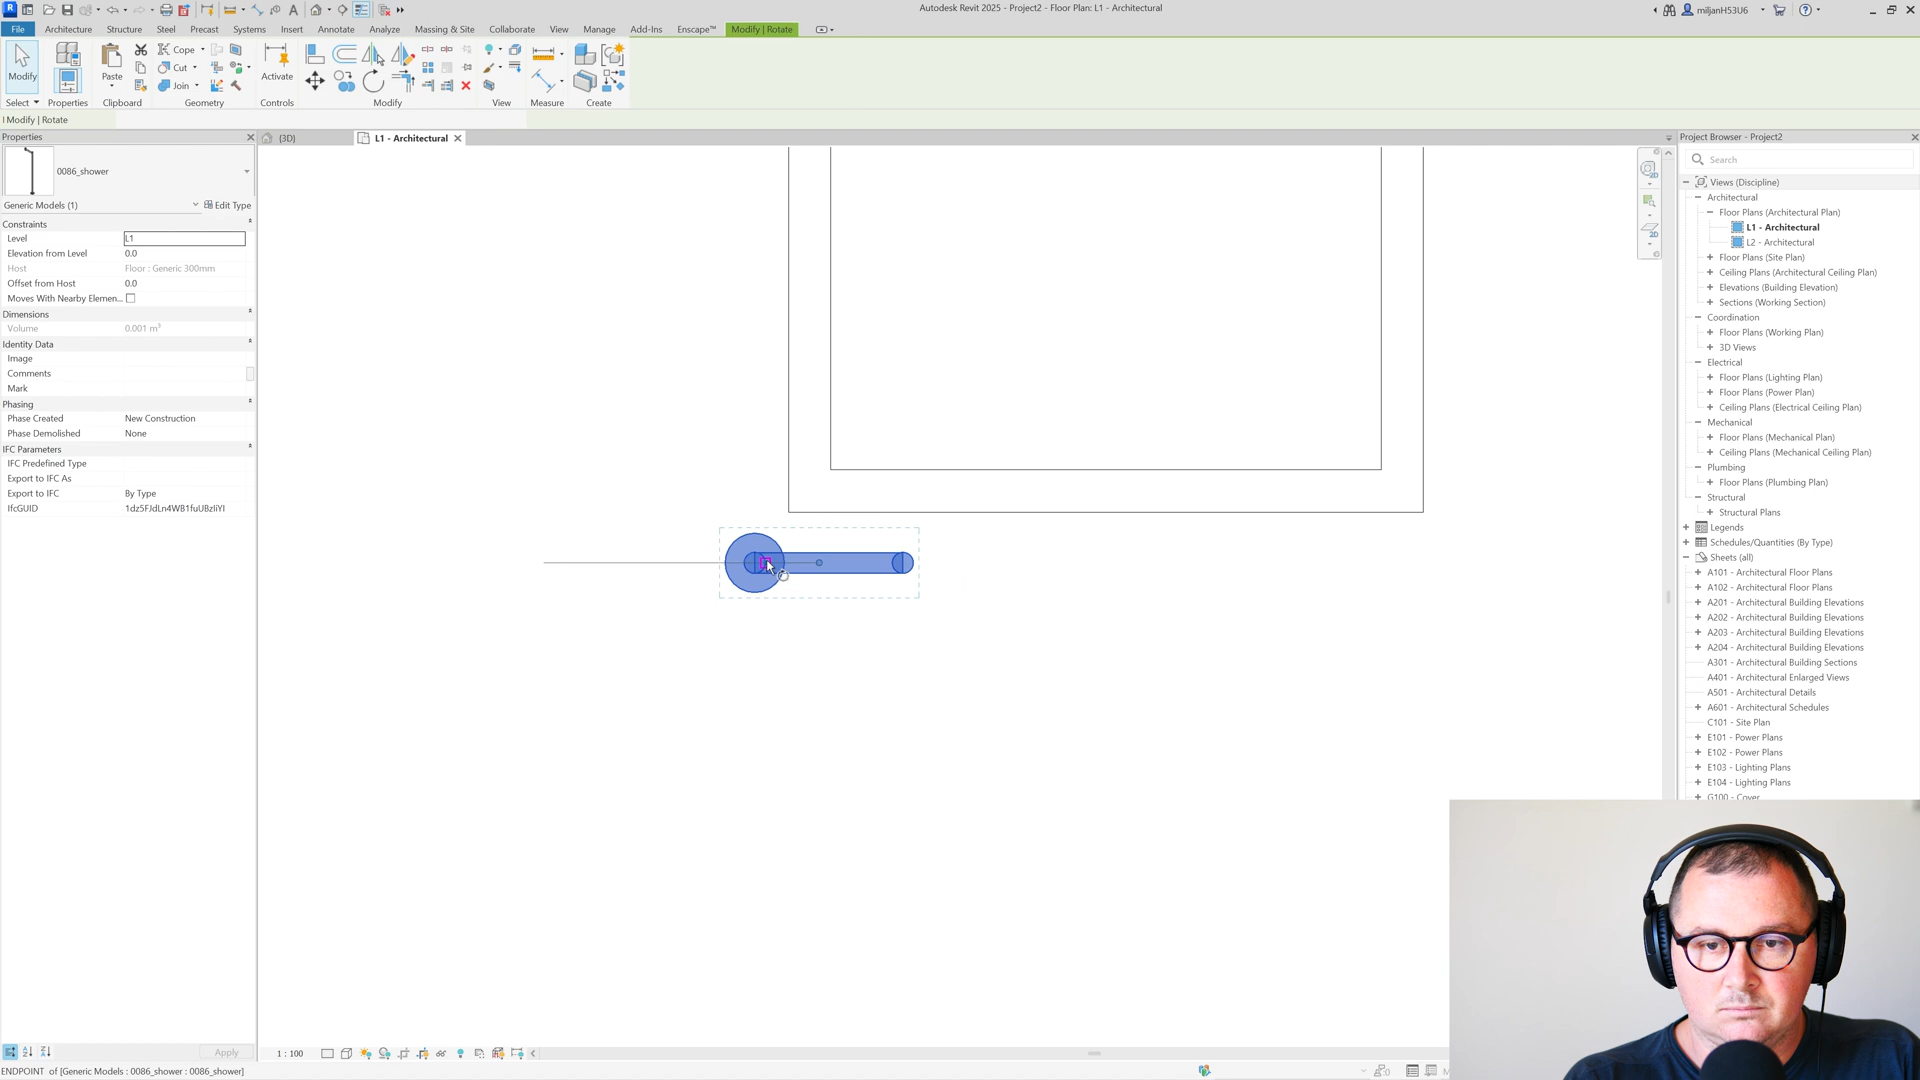 Autodesk Revit 2025 - Project2 - Floor Plan: L1 - Architectural
miljanH53U6
File
Architecture
Structure
Steel
Precast
Systems
Insert
Annotate
Analyze
Massing & Site
Collaborate
View
Manage
Add-Ins
Enscape™
Modify | Rotate
Modify
Paste
Cope
Cut
Join
Activate
Select
Properties
Clipboard
Geometry
Controls
Modify
View
Measure
Create
Modify | Rotate
Properties
{3D}
L1 - Architectural
Project Browser - Project2
0086_shower
Generic Models (1)
Edit Type
Constraints
Level L1
Elevation from Level 0.0
Host Floor : Generic 300mm
Offset from Host 0.0
Moves With Nearby Elemen...
Dimensions
Volume 0.001 m³
Identity Data
Image
Comments
Mark
Phasing
Phase Created New Construction
Phase Demolished None
IFC Parameters
IFC Predefined Type
Export to IFC As
Export to IFC By Type
IfcGUID
Apply
Search
Views (Discipline)
Architectural
Floor Plans (Architectural Plan)
L1 - Architectural
L2 - Architectural
Floor Plans (Site Plan)
Ceiling Plans (Architectural Ceiling Plan)
Elevations (Building Elevation)
Sections (Working Section)
Coordination
Floor Plans (Working Plan)
3D Views
Electrical
Floor Plans (Lighting Plan)
Floor Plans (Power Plan)
Ceiling Plans (Electrical Ceiling Plan)
Mechanical
Floor Plans (Mechanical Plan)
Ceiling Plans (Mechanical Ceiling Plan)
Plumbing
Floor Plans (Plumbing Plan)
Structural
Structural Plans
Legends
Schedules/Quantities (By Type)
Sheets (all)
A101 - Architectural Floor Plans
A102 - Architectural Floor Plans
A201 - Architectural Building Elevations
A202 - Architectural Building Elevations
A203 - Architectural Building Elevations
A204 - Architectural Building Elevations
A301 - Architectural Building Sections
A401 - Architectural Enlarged Views
A501 - Architectural Details
A601 - Architectural Schedules
C101 - Site Plan
E101 - Power Plans
E102 - Power Plans
E103 - Lighting Plans
E104 - Lighting Plans
G100 - Cover
1 : 100
ENDPOINT of [Generic Models : 0086_shower : 0086_shower]